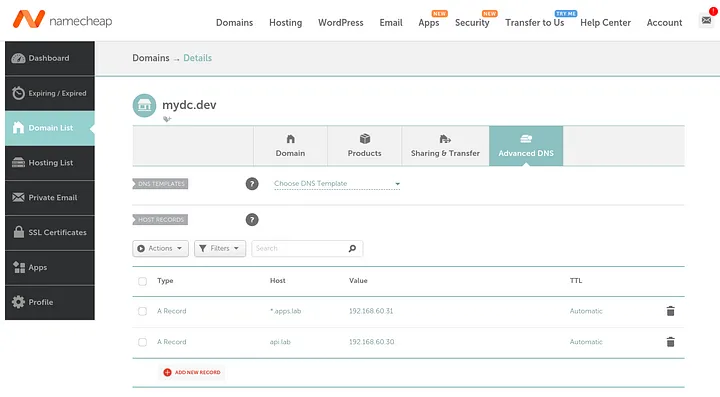 namecheap
Domains Hosting WordPress Email Apps NEW Security NEW Transfer to Us TRY ME Help Center Account !
Dashboard
Expiring / Expired
Domain List
Hosting List
Private Email
SSL Certificates
Apps
Profile
Domains → Details
mydc.dev
Domain Products Sharing & Transfer Advanced DNS
DNS TEMPLATES ? Choose DNS Template
HOST RECORDS ?
Actions Filters Search
Type Host Value TTL
A Record *.apps.lab 192.168.60.31 Automatic
A Record api.lab 192.168.60.30 Automatic
ADD NEW RECORD